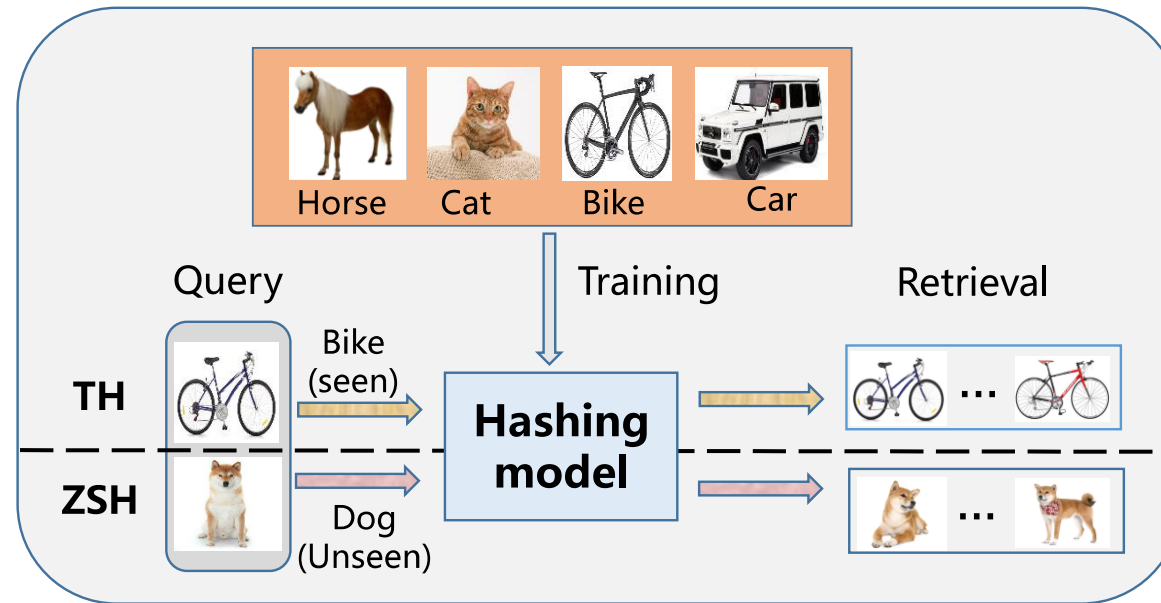 Horse
Cat
Bike
Car
Query
Training
Retrieval
Bike
(seen)
TH
Hashing
model
...
ZSH
Dog
(Unseen)
...